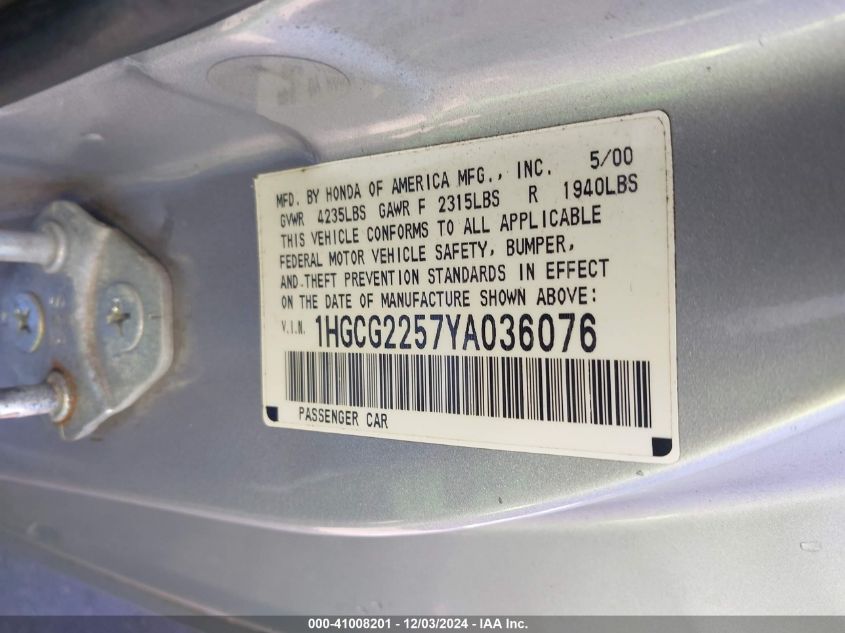 MFD. BY HONDA OF AMERICA MFG., INC. 5/00
GVWR 4235LBS GAWR F 2315LBS R 1940LBS
THIS VEHICLE CONFORMS TO ALL APPLICABLE
FEDERAL MOTOR VEHICLE SAFETY, BUMPER,
AND THEFT PREVENTION STANDARDS IN EFFECT
ON THE DATE OF MANUFACTURE SHOWN ABOVE:
V.I.N. 1HGCG2257YA036076
PASSENGER CAR
000-41008201 - 12/03/2024 - IAA Inc.